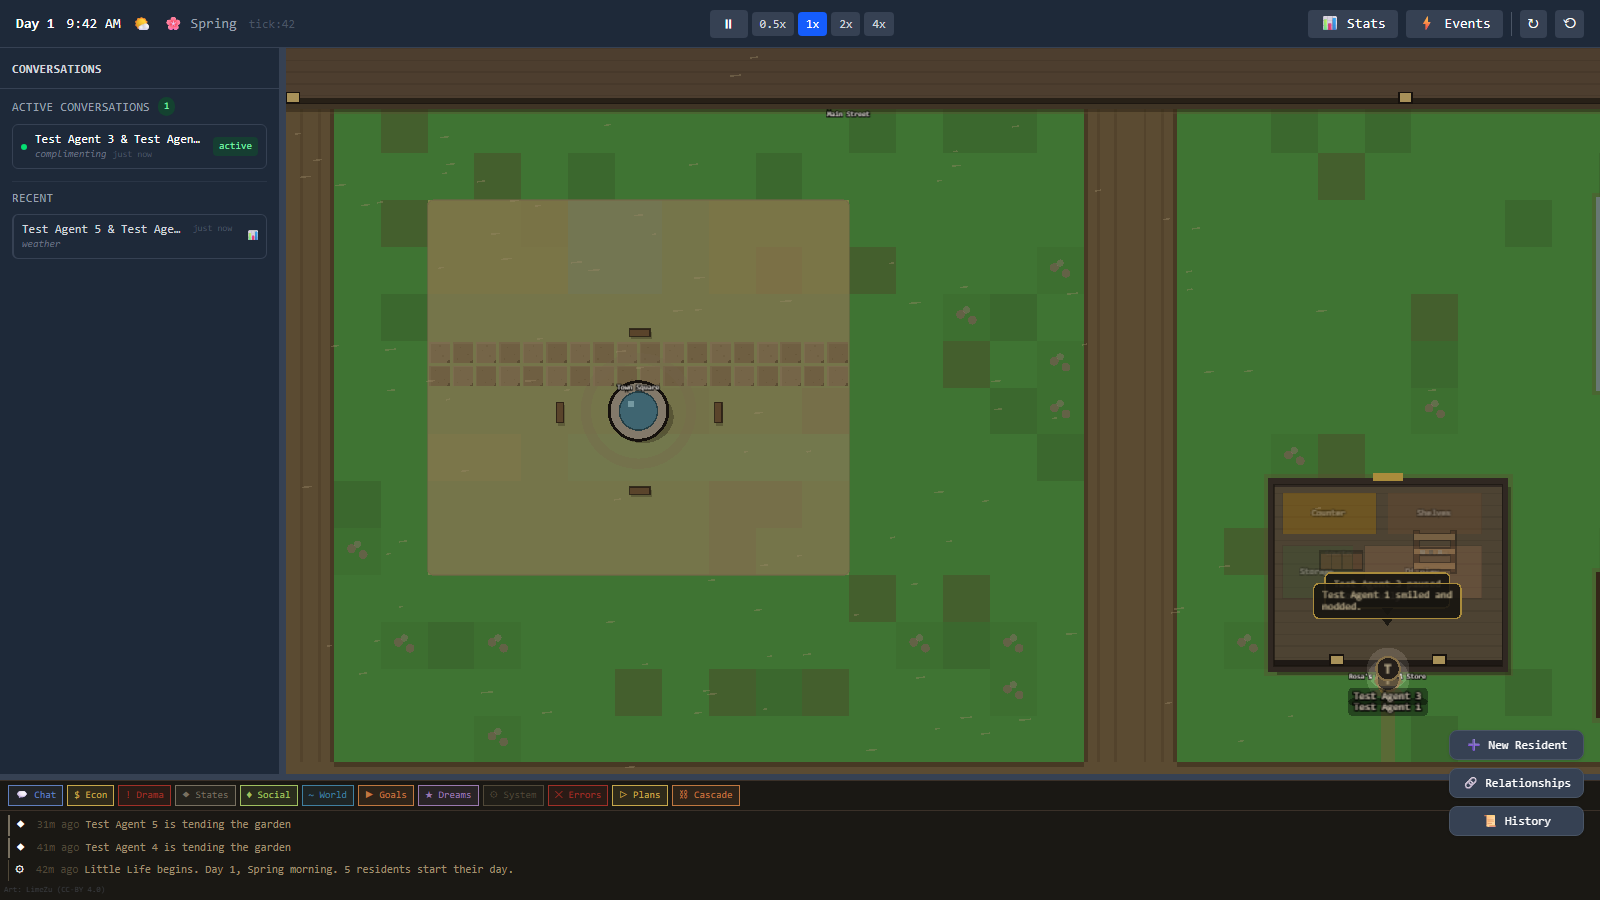 Day 1 9:42 AM Spring tick:42
0.5x 1x 2x 4x
Stats Events
CONVERSATIONS
ACTIVE CONVERSATIONS 1
Test Agent 3 & Test Agen…
complimenting just now
active
RECENT
Test Agent 5 & Test Age…
just now
weather
Main Street
Town Square
Counter
Shelves
Test Agent 1 smiled and
nodded.
T
Test Agent 3
Test Agent 1
New Resident
Relationships
History
Chat $ Econ ! Drama States Social ~ World Goals Dreams System Errors Plans Cascade
31m ago Test Agent 5 is tending the garden
41m ago Test Agent 4 is tending the garden
42m ago Little Life begins. Day 1, Spring morning. 5 residents start their day.
Art: LimeZu (CC BY 4.0)